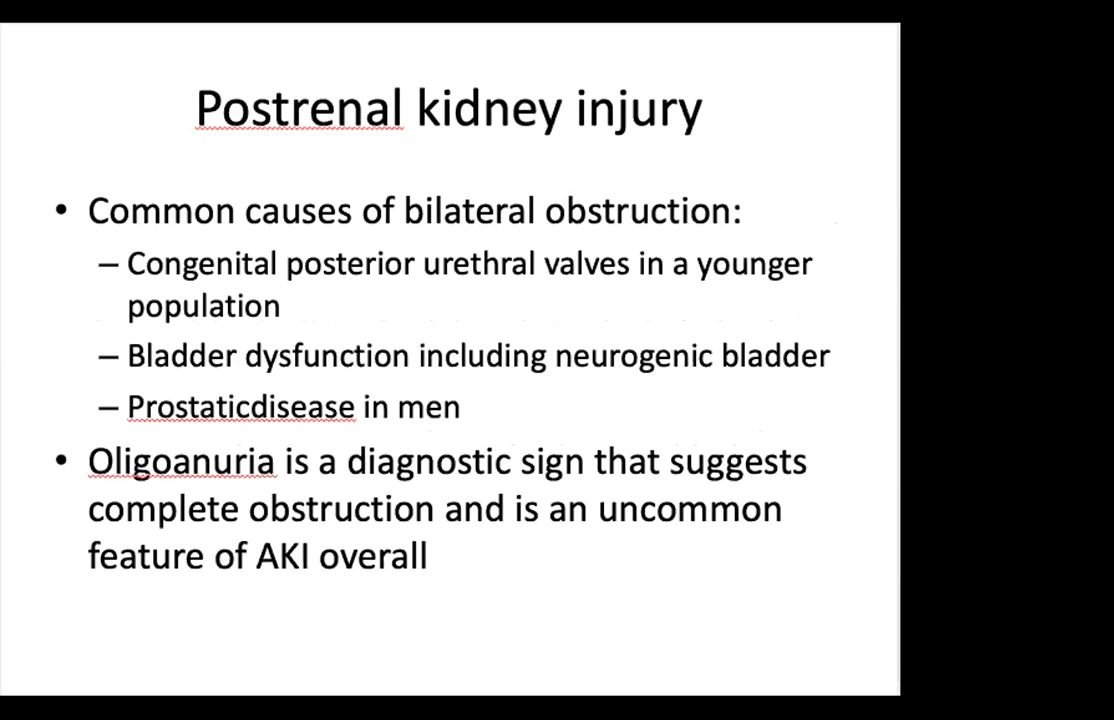 Postrenal kidney injury
• Common causes of bilateral obstruction:
– Congenital posterior urethral valves in a younger
population
– Bladder dysfunction including neurogenic bladder
– Prostaticdisease in men
• Oligoanuria is a diagnostic sign that suggests
complete obstruction and is an uncommon
feature of AKI overall